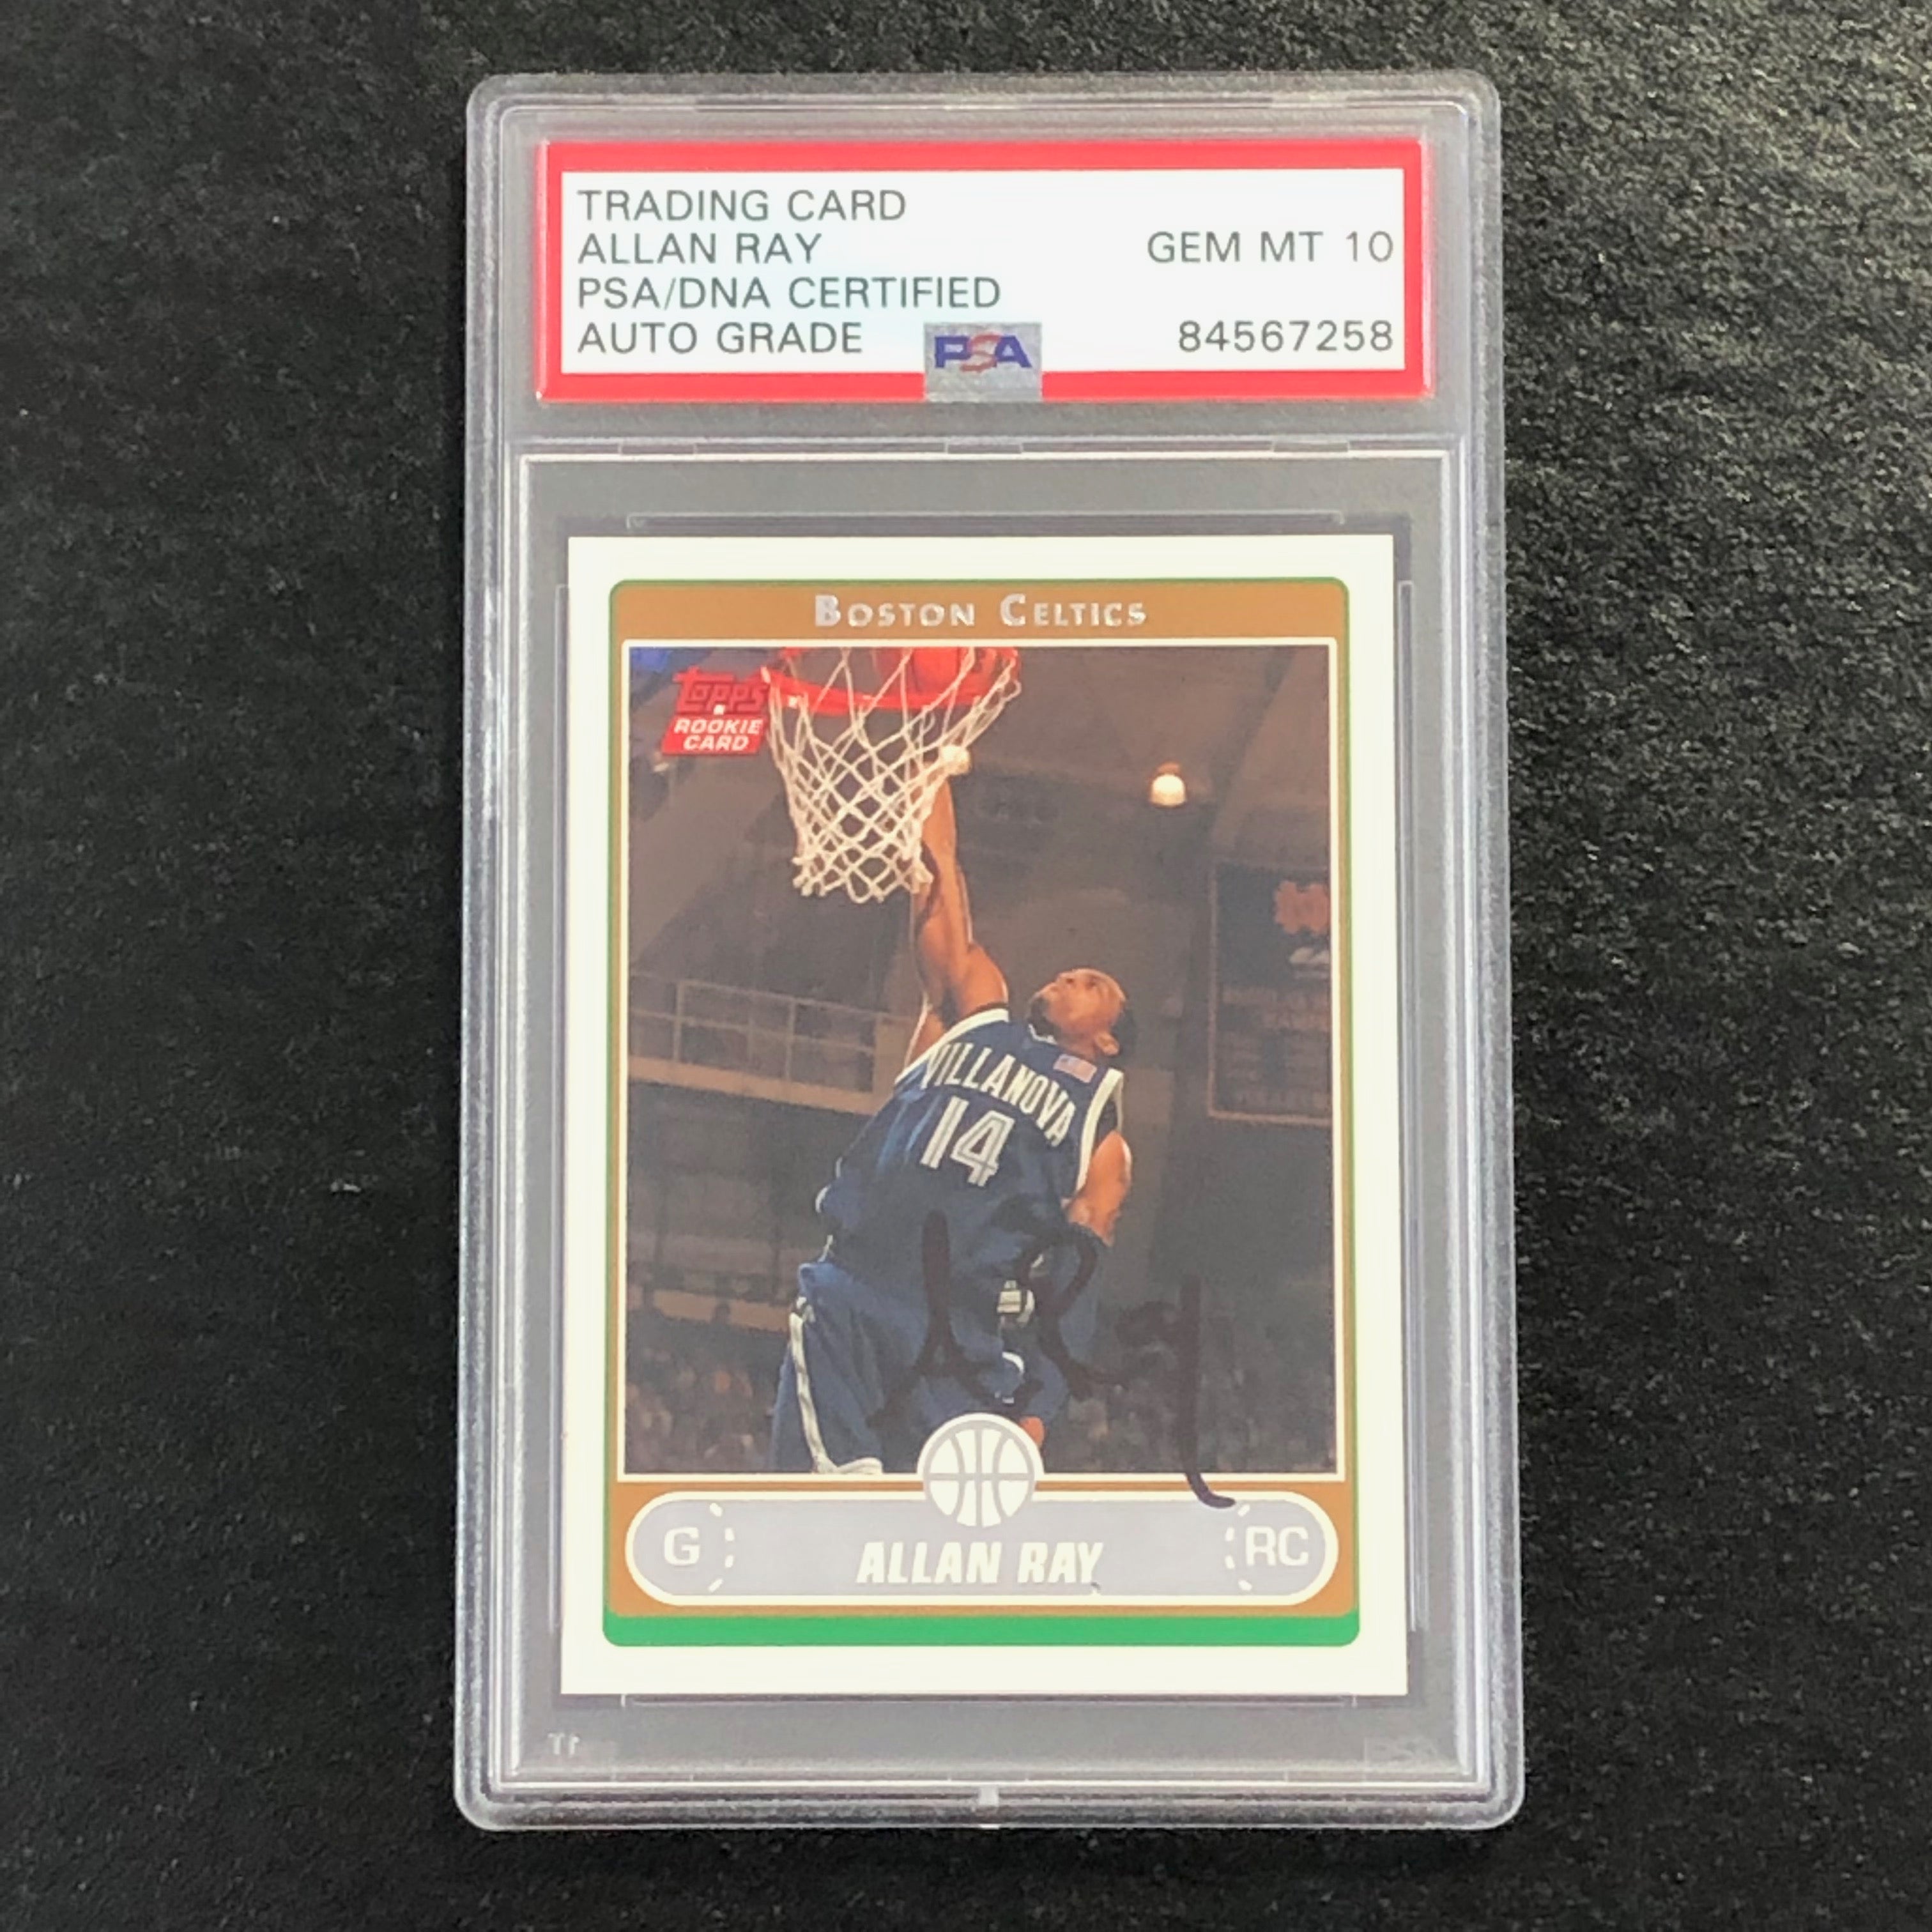 TRADING CARD
ALLAN RAY
GEM MT 10
PSA/DNA CERTIFIED
AUTO GRADE
84567258
PSA
BOSTON CELTICS
Topps
ROOKIE
CARD
VILLANOVA
14
G
ALLAN RAY
RC